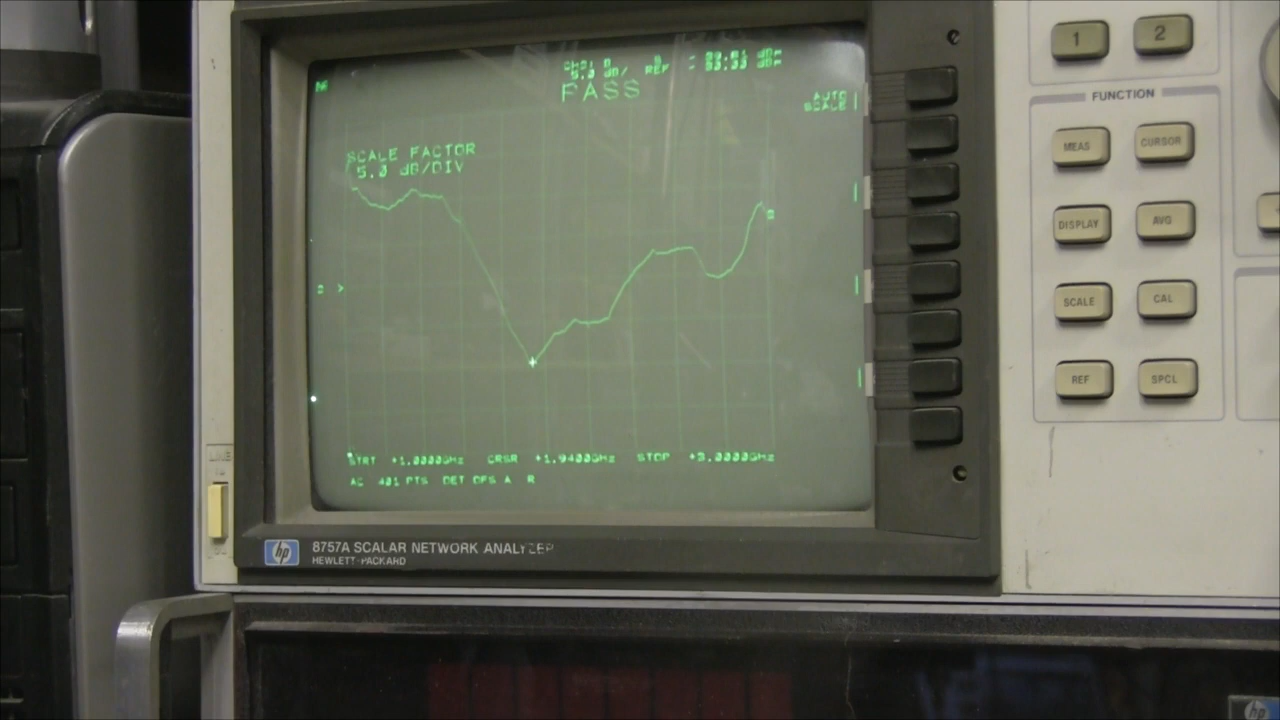 PASS
AUTO
SCALE
SCALE FACTOR
5.0 dB/DIV
STRT +1.0000GHz CRSR +1.9400GHz STOP +3.0000GHz
AC 401 PTS DET OFS A R
LINE
hp 8757A SCALAR NETWORK ANALYZER
HEWLETT-PACKARD
1 2
FUNCTION
MEAS CURSOR
DISPLAY AVG
SCALE CAL
REF SPCL
hp